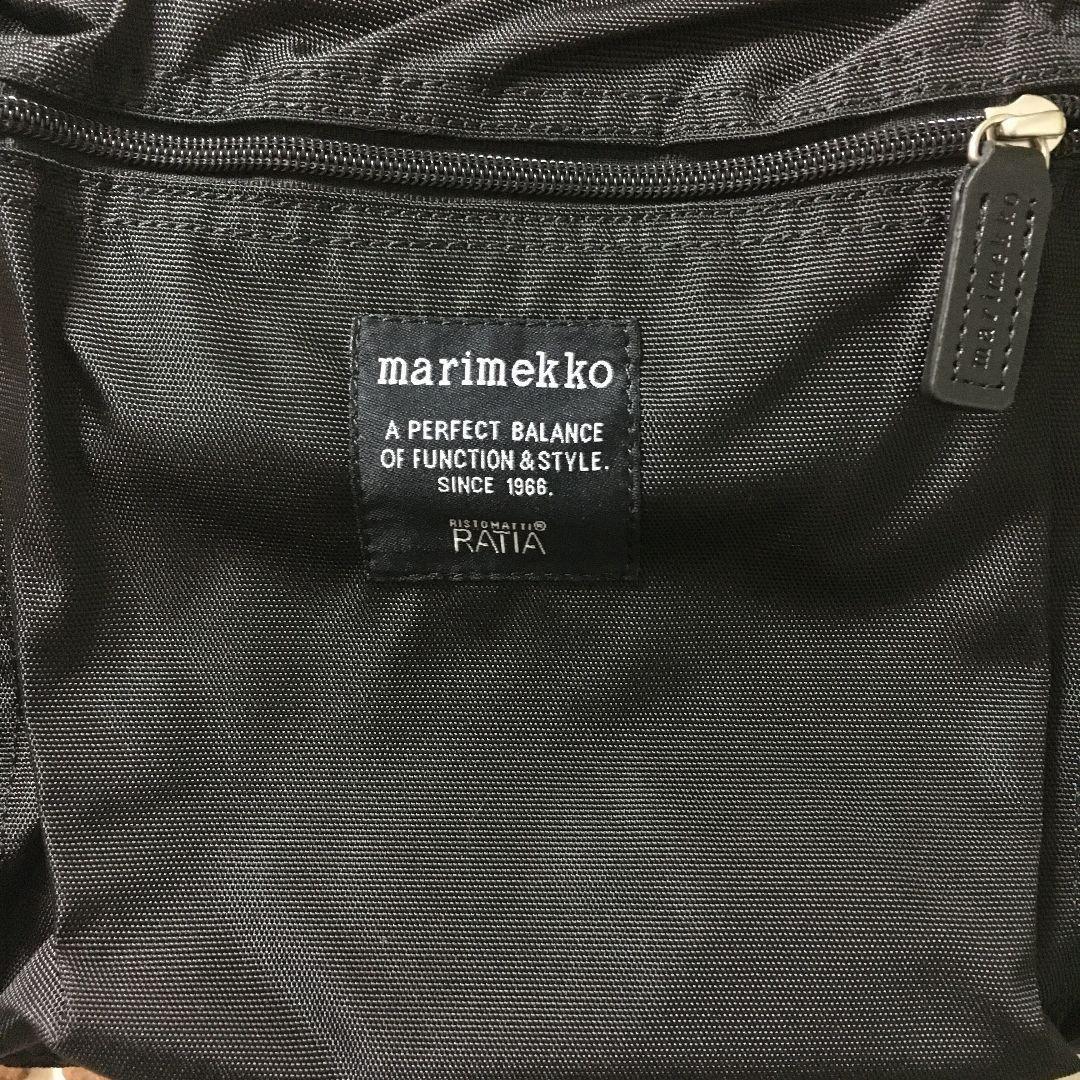 marimekko
marimekko
A PERFECT BALANCE
OF FUNCTION & STYLE.
SINCE 1966.
RISTOMATTI®
RATIA